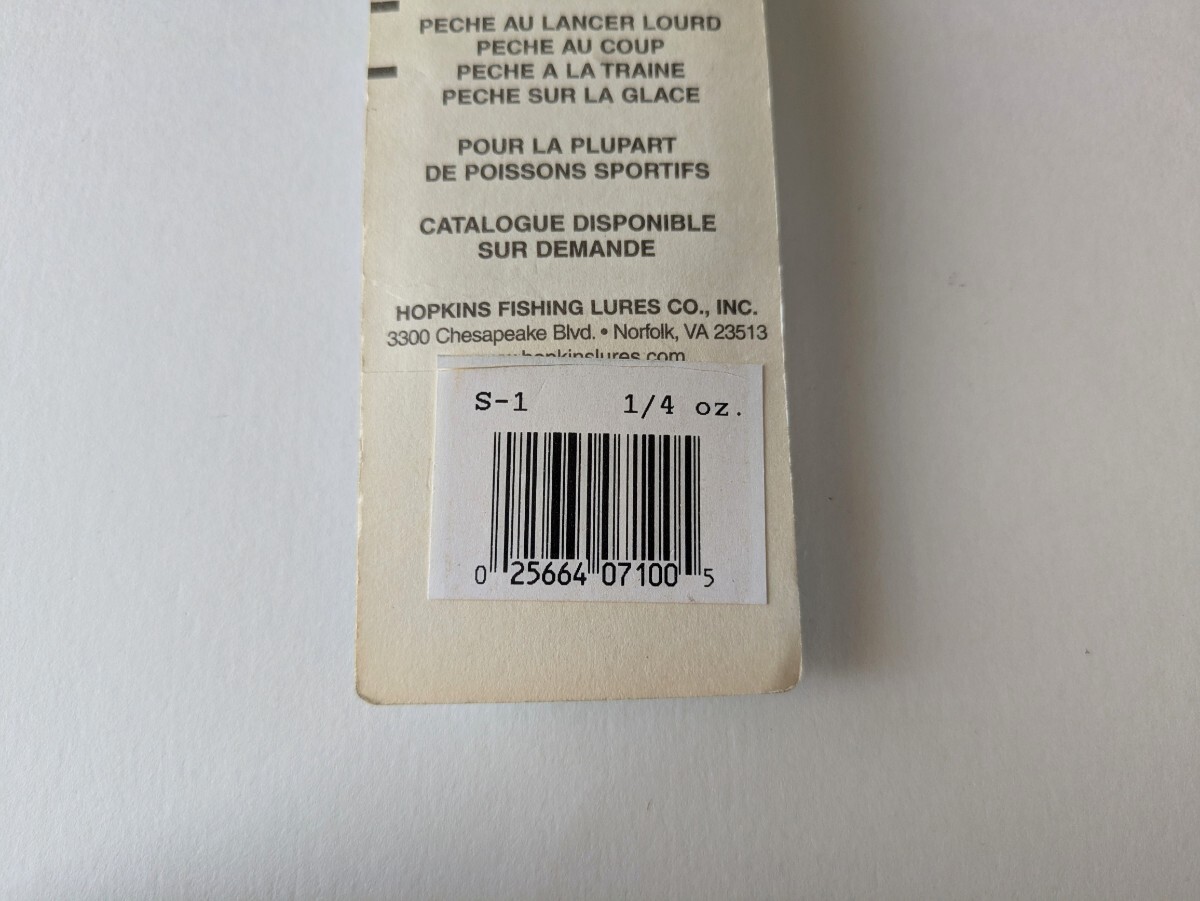 PECHE AU LANCER LOURD
PECHE AU COUP
PECHE A LA TRAINE
PECHE SUR LA GLACE
POUR LA PLUPART
DE POISSONS SPORTIFS
CATALOGUE DISPONIBLE
SUR DEMANDE
HOPKINS FISHING LURES CO., INC.
3300 Chesapeake Blvd. • Norfolk, VA 23513
hopkinslures.com
S-1 1/4 oz.
0 25664 07100 5